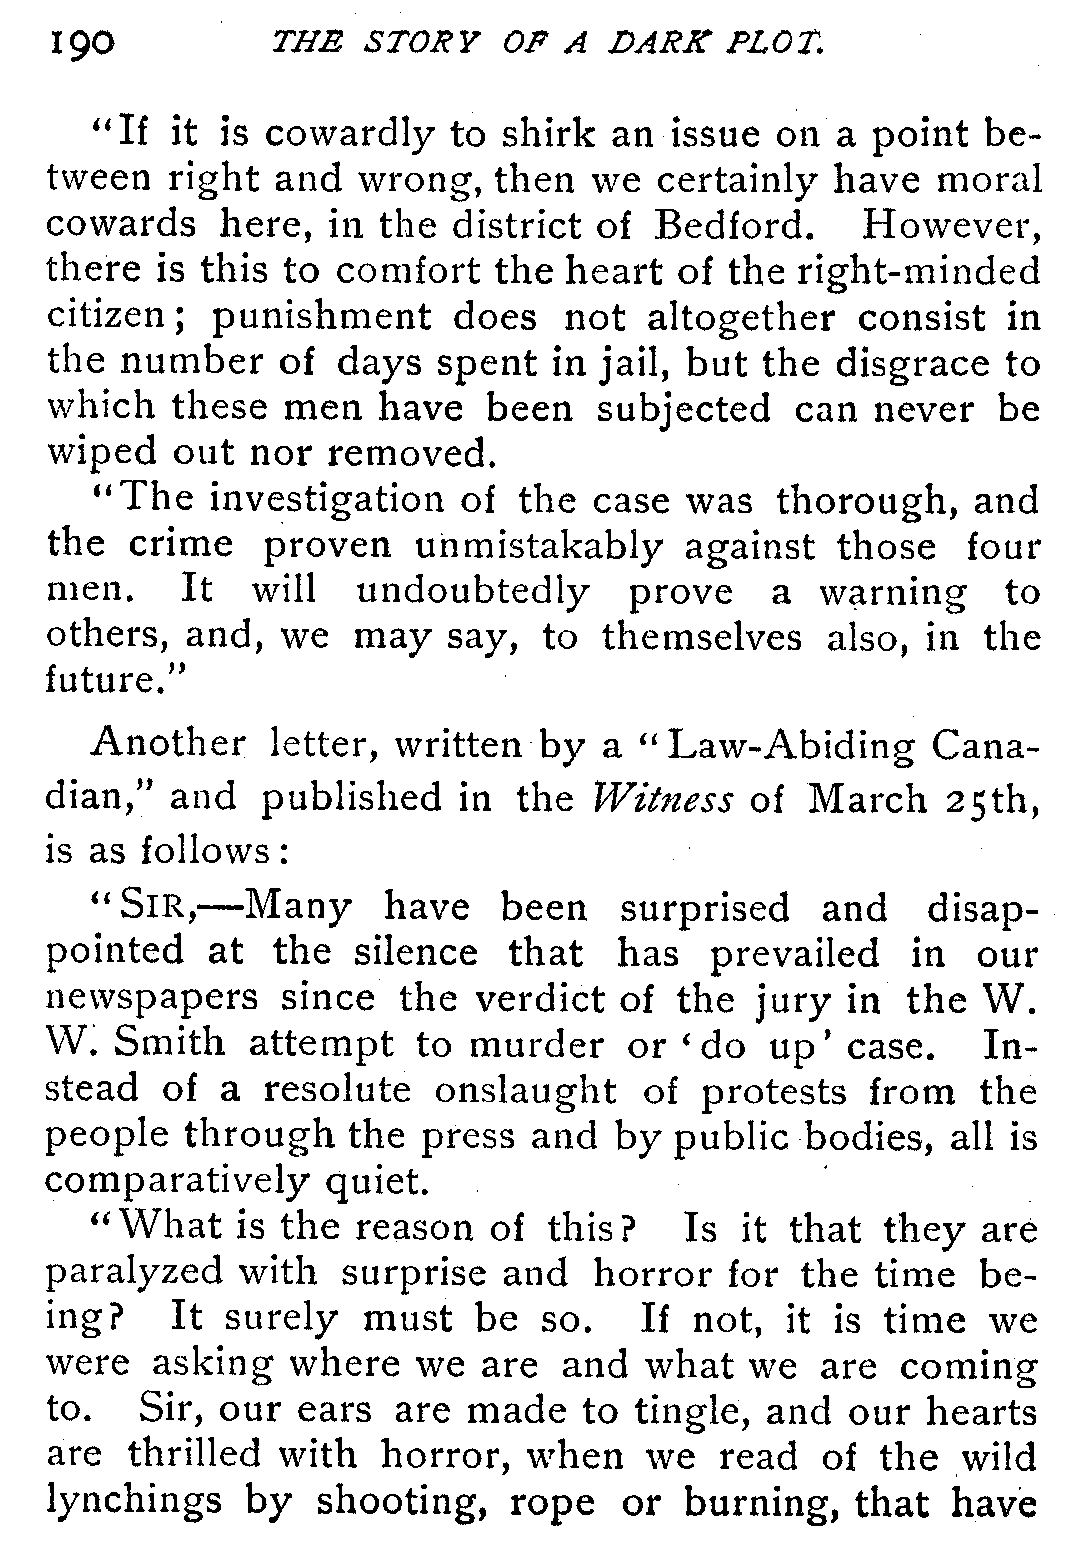 190 THE STORY OF A DARK PLOT.
"If it is cowardly to shirk an issue on a point be-
tween right and wrong, then we certainly have moral
cowards here, in the district of Bedford. However,
there is this to comfort the heart of the right-minded
citizen; punishment does not altogether consist in
the number of days spent in jail, but the disgrace to
which these men have been subjected can never be
wiped out nor removed.
"The investigation of the case was thorough, and
the crime proven unmistakably against those four
men. It will undoubtedly prove a warning to
others, and, we may say, to themselves also, in the
future."
Another letter, written by a "Law-Abiding Cana-
dian," and published in the Witness of March 25th,
is as follows:
"SIR,—Many have been surprised and disap-
pointed at the silence that has prevailed in our
newspapers since the verdict of the jury in the W.
W. Smith attempt to murder or 'do up' case. In-
stead of a resolute onslaught of protests from the
people through the press and by public bodies, all is
comparatively quiet.
"What is the reason of this? Is it that they are
paralyzed with surprise and horror for the time be-
ing? It surely must be so. If not, it is time we
were asking where we are and what we are coming
to. Sir, our ears are made to tingle, and our hearts
are thrilled with horror, when we read of the wild
lynchings by shooting, rope or burning, that have